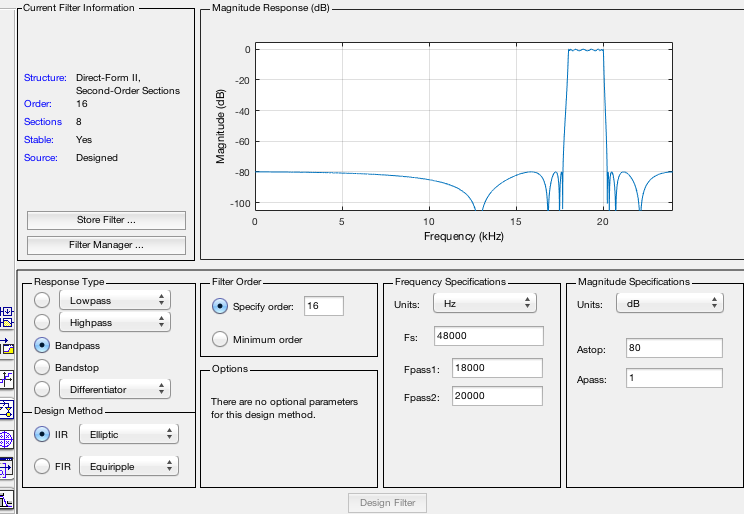 Current Filter Information
Structure: Direct-Form II,
Second-Order Sections
Order: 16
Sections 8
Stable: Yes
Source: Designed
Store Filter ...
Filter Manager ...
Magnitude Response (dB)
Magnitude (dB)
0
-20
-40
-60
-80
-100
0 5 10 15 20
Frequency (kHz)
Response Type
Lowpass
Highpass
Bandpass
Bandstop
Differentiator
Design Method
IIR Elliptic
FIR Equiripple
Filter Order
Specify order: 16
Minimum order
Options
There are no optional parameters
for this design method.
Frequency Specifications
Units: Hz
Fs: 48000
Fpass1: 18000
Fpass2: 20000
Magnitude Specifications
Units: dB
Astop: 80
Apass: 1
Design Filter